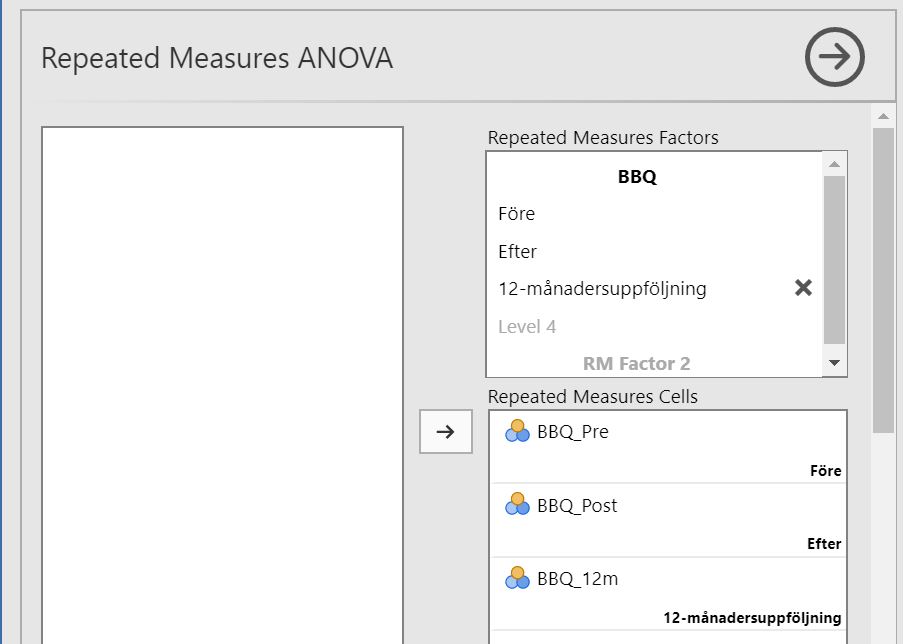 Repeated Measures ANOVA
Repeated Measures Factors
BBQ
Före
Efter
12-månadersuppföljning
Level 4
RM Factor 2
Repeated Measures Cells
BBQ_Pre
Före
BBQ_Post
Efter
BBQ_12m
12-månadersuppföljning